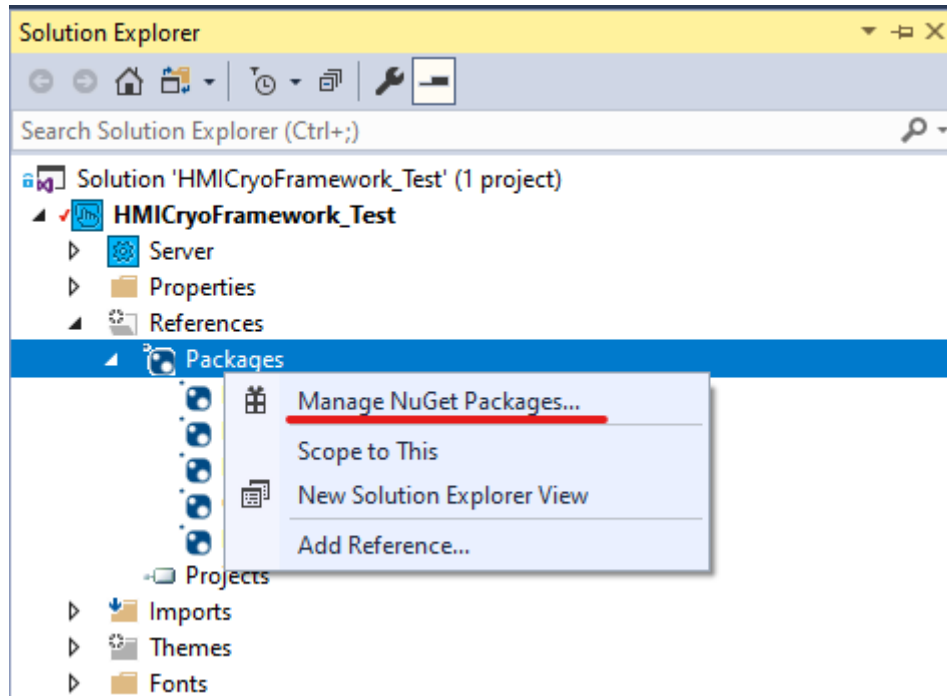 Solution Explorer
Search Solution Explorer (Ctrl+;)
Solution 'HMICryoFramework_Test' (1 project)
HMICryoFramework_Test
Server
Properties
References
Packages
Manage NuGet Packages...
Scope to This
New Solution Explorer View
Add Reference...
Projects
Imports
Themes
Fonts